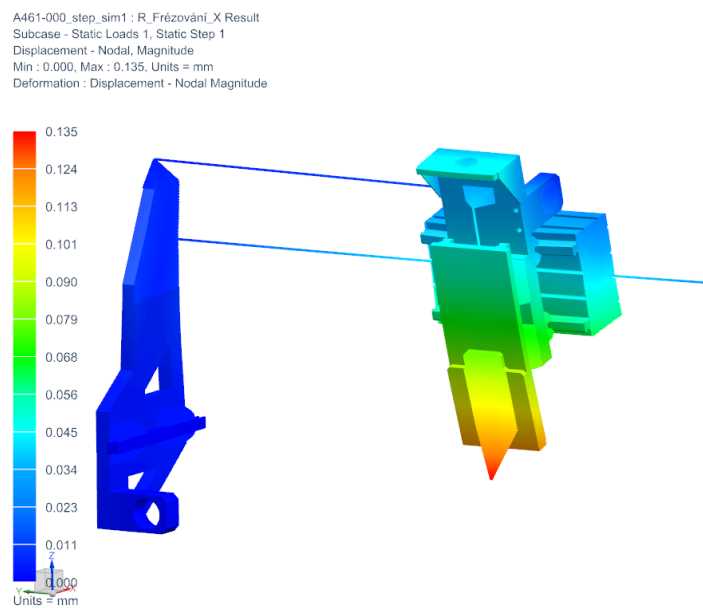 A461-000_step_sim1 : R_Frézování_X Result
Subcase - Static Loads 1, Static Step 1
Displacement - Nodal, Magnitude
Min : 0.000, Max : 0.135, Units = mm
Deformation : Displacement - Nodal Magnitude
0.135
0.124
0.113
0.101
0.090
0.079
0.068
0.056
0.045
0.034
0.023
0.011
0.000
Z
Y
X
Units = mm